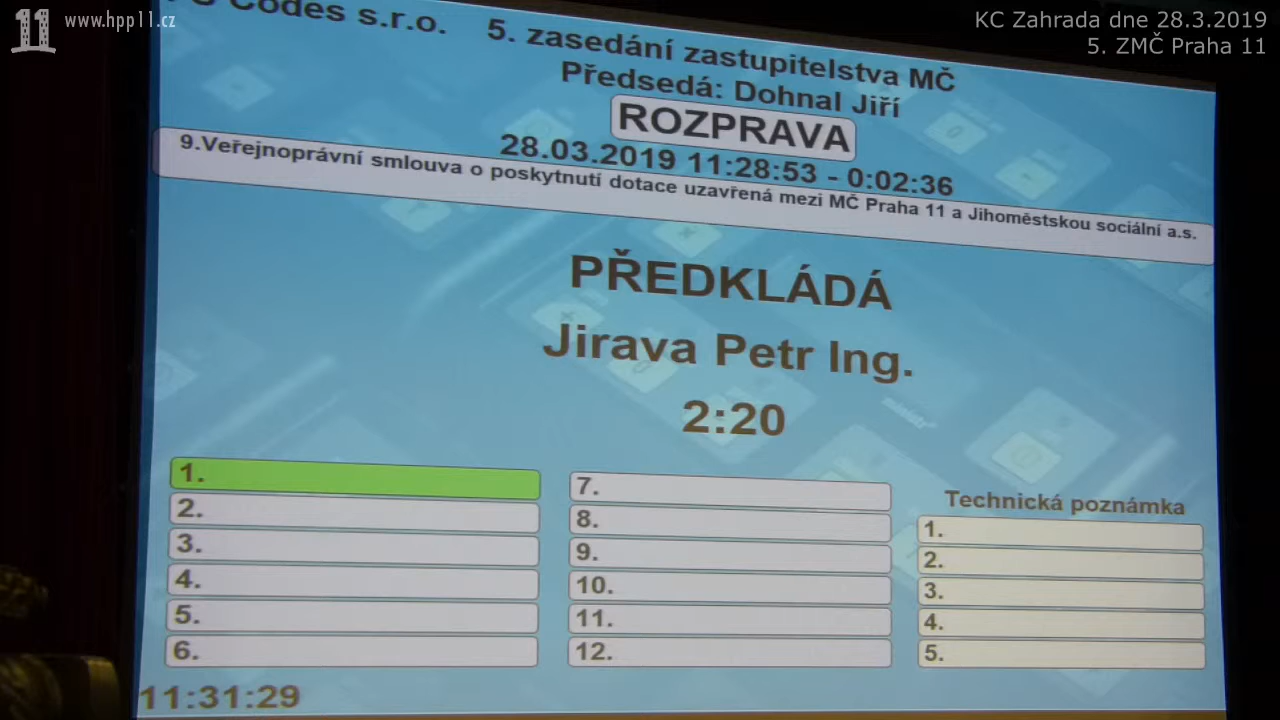 11 www.hpp11.cz
KC Zahrada dne 28.3.2019
5. ZMČ Praha 11
Codes s.r.o. 5. zasedání zastupitelstva MČ
Předsedá: Dohnal Jiří
ROZPRAVA
28.03.2019 11:28:53 - 0:02:36
9.Veřejnoprávní smlouva o poskytnutí dotace uzavřená mezi MČ Praha 11 a Jihoměstskou sociální a.s.
PŘEDKLÁDÁ
Jirava Petr Ing.
2:20
1.
2.
3.
4.
5.
6.
7.
8.
9.
10.
11.
12.
Technická poznámka
1.
2.
3.
4.
5.
11:31:29